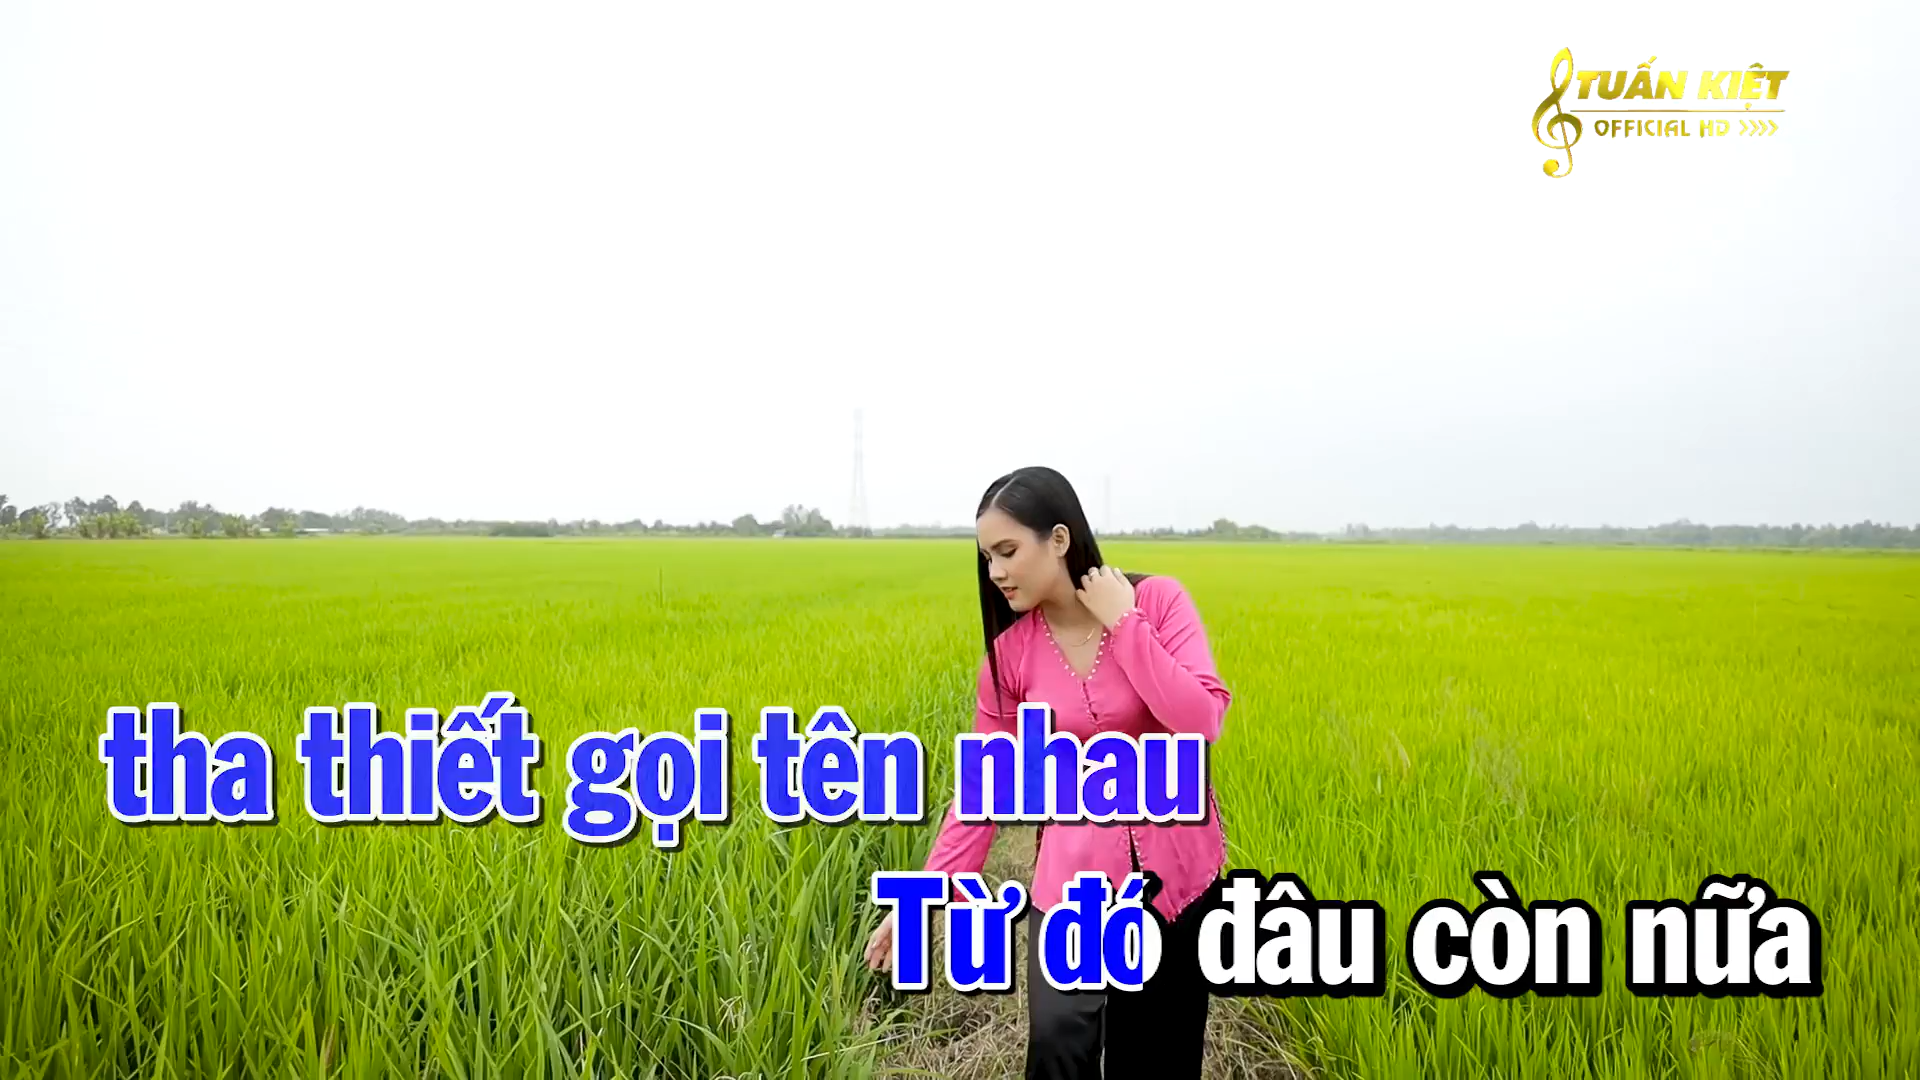 TUẤN KIỆT
OFFICIAL HD >>>>
tha thiết gọi tên nhau
Từ đó đâu còn nữa